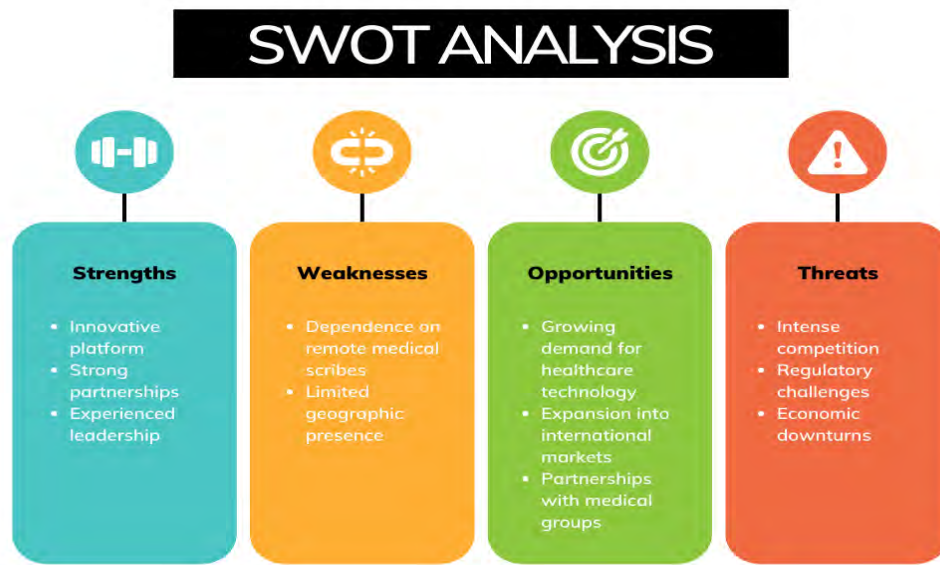 SWOT ANALYSIS
Strengths
• Innovative
platform
• Strong
partnerships
• Experienced
leadership
Weaknesses
• Dependence on
remote medical
scribes
• Limited
geographic
presence
Opportunities
• Growing
demand for
healthcare
technology
• Expansion into
international
markets
• Partnerships
with medical
groups
Threats
• Intense
competition
• Regulatory
challenges
• Economic
downturns